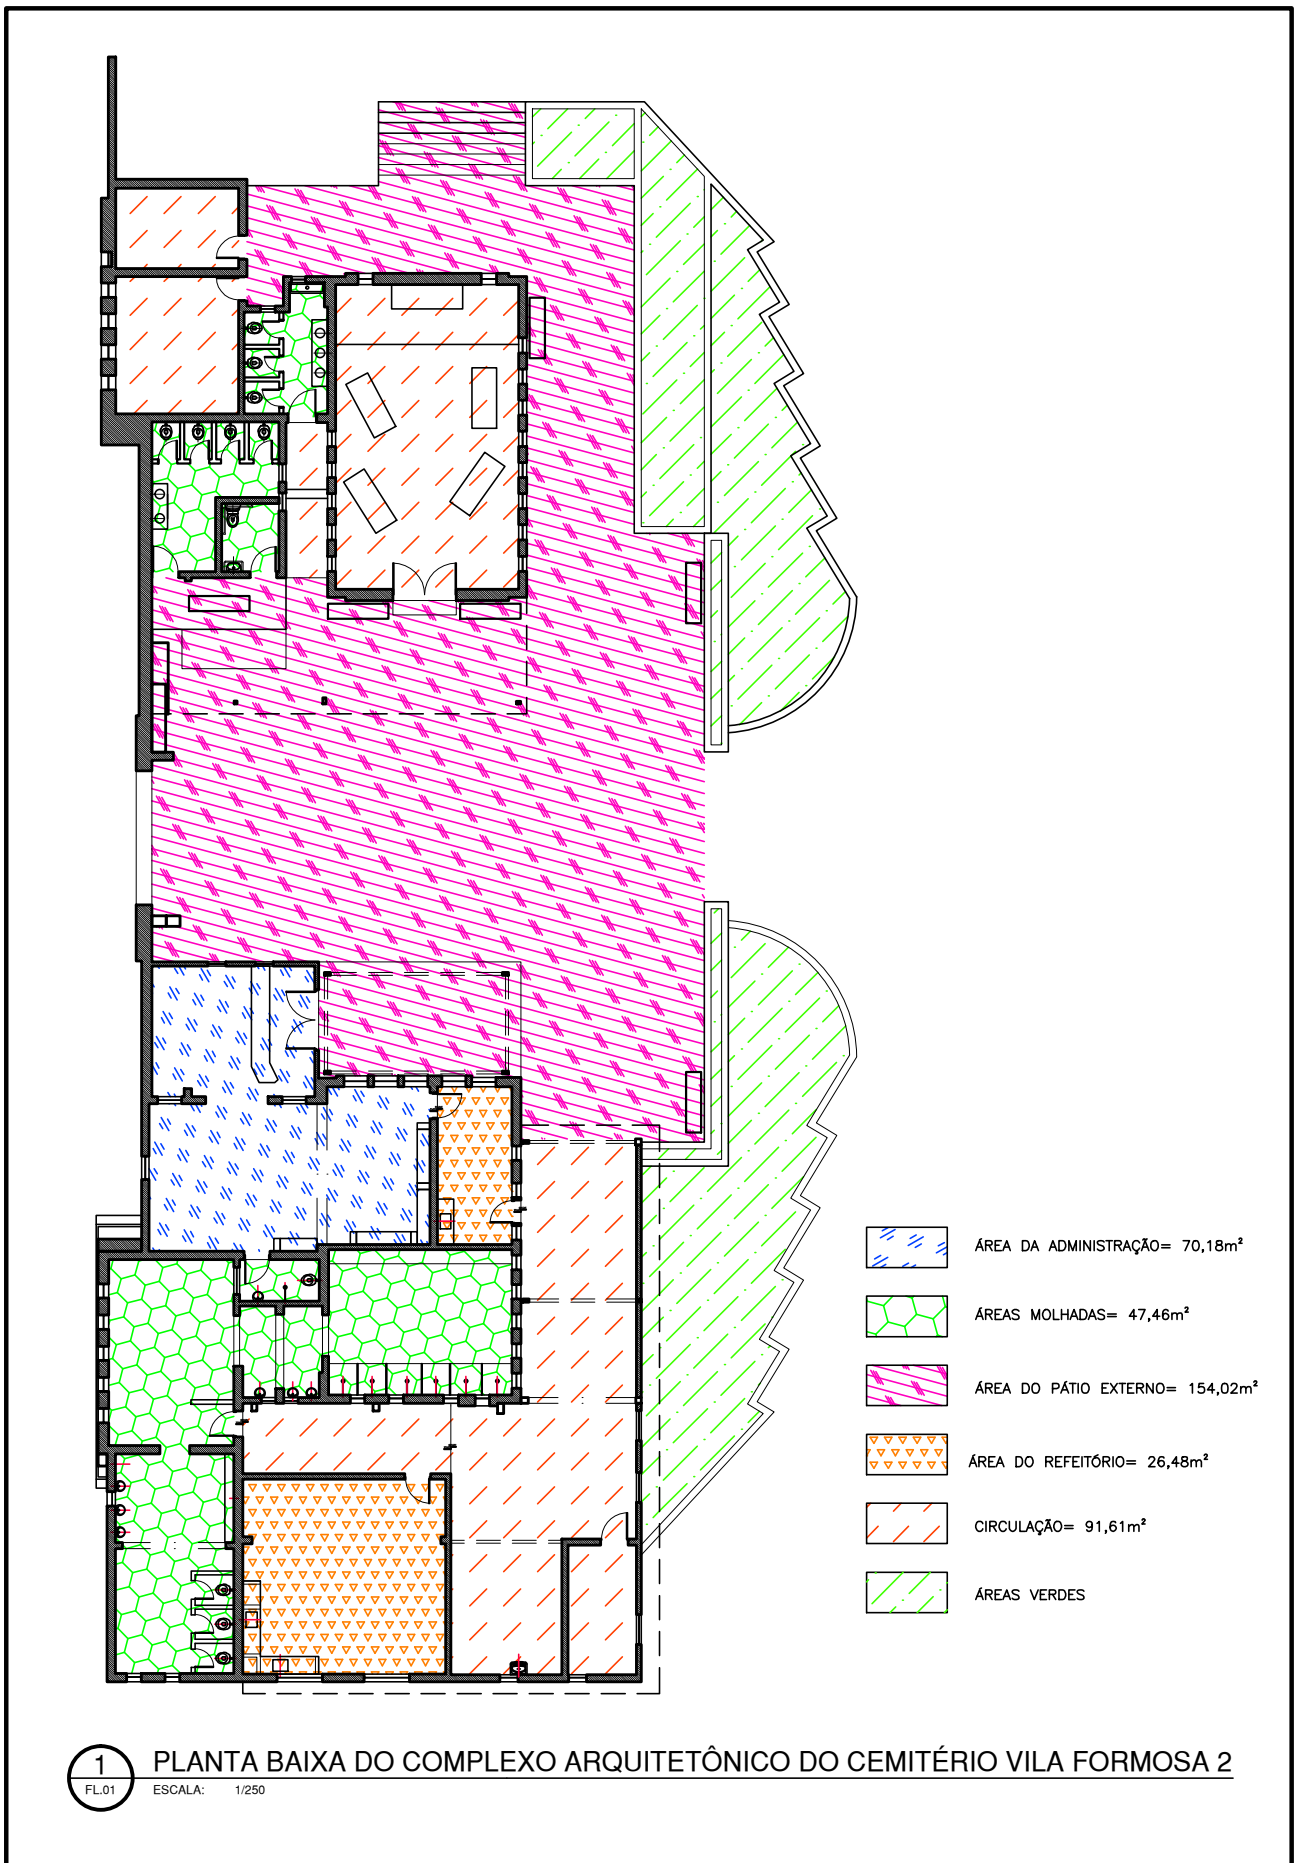 ÁREA DA ADMINISTRAÇÃO= 70,18m²
ÁREAS MOLHADAS= 47,46m²
ÁREA DO PÁTIO EXTERNO= 154,02m²
ÁREA DO REFEITÓRIO= 26,48m²
CIRCULAÇÃO= 91,61m²
ÁREAS VERDES
1
FL.01
PLANTA BAIXA DO COMPLEXO ARQUITETÔNICO DO CEMITÉRIO VILA FORMOSA 2
ESCALA: 1/250